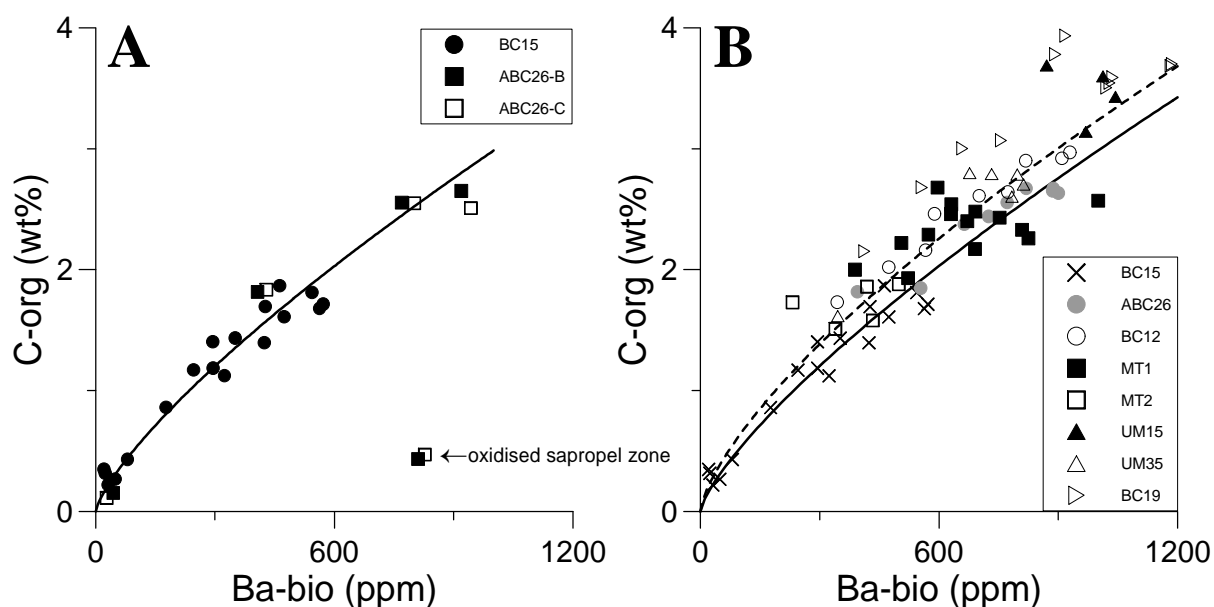 A
BC15
ABC26-B
ABC26-C
4
2
0
C-org (wt%)
←oxidised sapropel zone
0
600
1200
Ba-bio (ppm)
B
BC15
ABC26
BC12
MT1
MT2
UM15
UM35
BC19
4
2
0
C-org (wt%)
0
600
1200
Ba-bio (ppm)